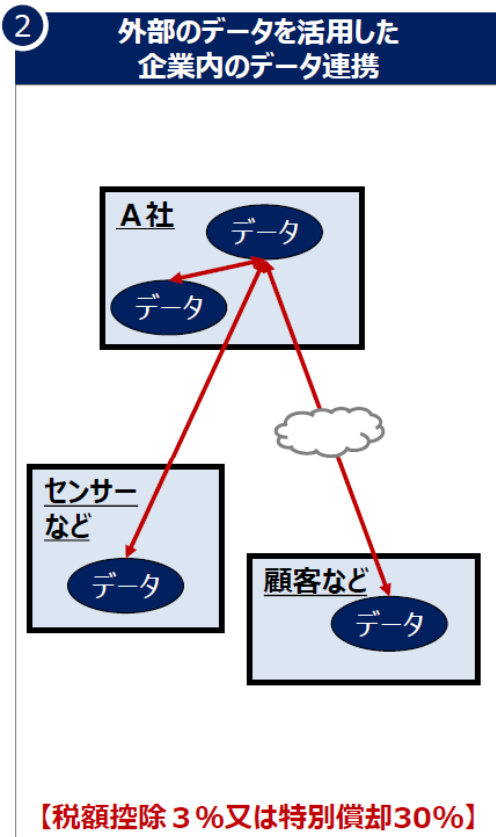 2
外部のデータを活用した
企業内のデータ連携
A社
データ
データ
センサー
など
データ
顧客など
データ
【税額控除3%又は特別償却30%】